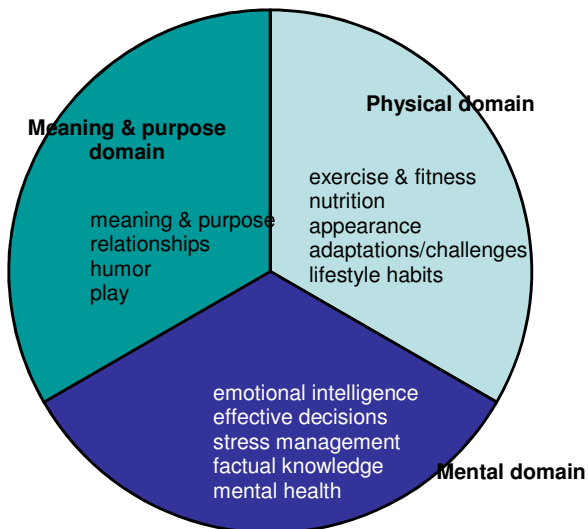 Meaning & purpose
domain
meaning & purpose
relationships
humor
play
Physical domain
exercise & fitness
nutrition
appearance
adaptations/challenges
lifestyle habits
emotional intelligence
effective decisions
stress management
factual knowledge
mental health
Mental domain